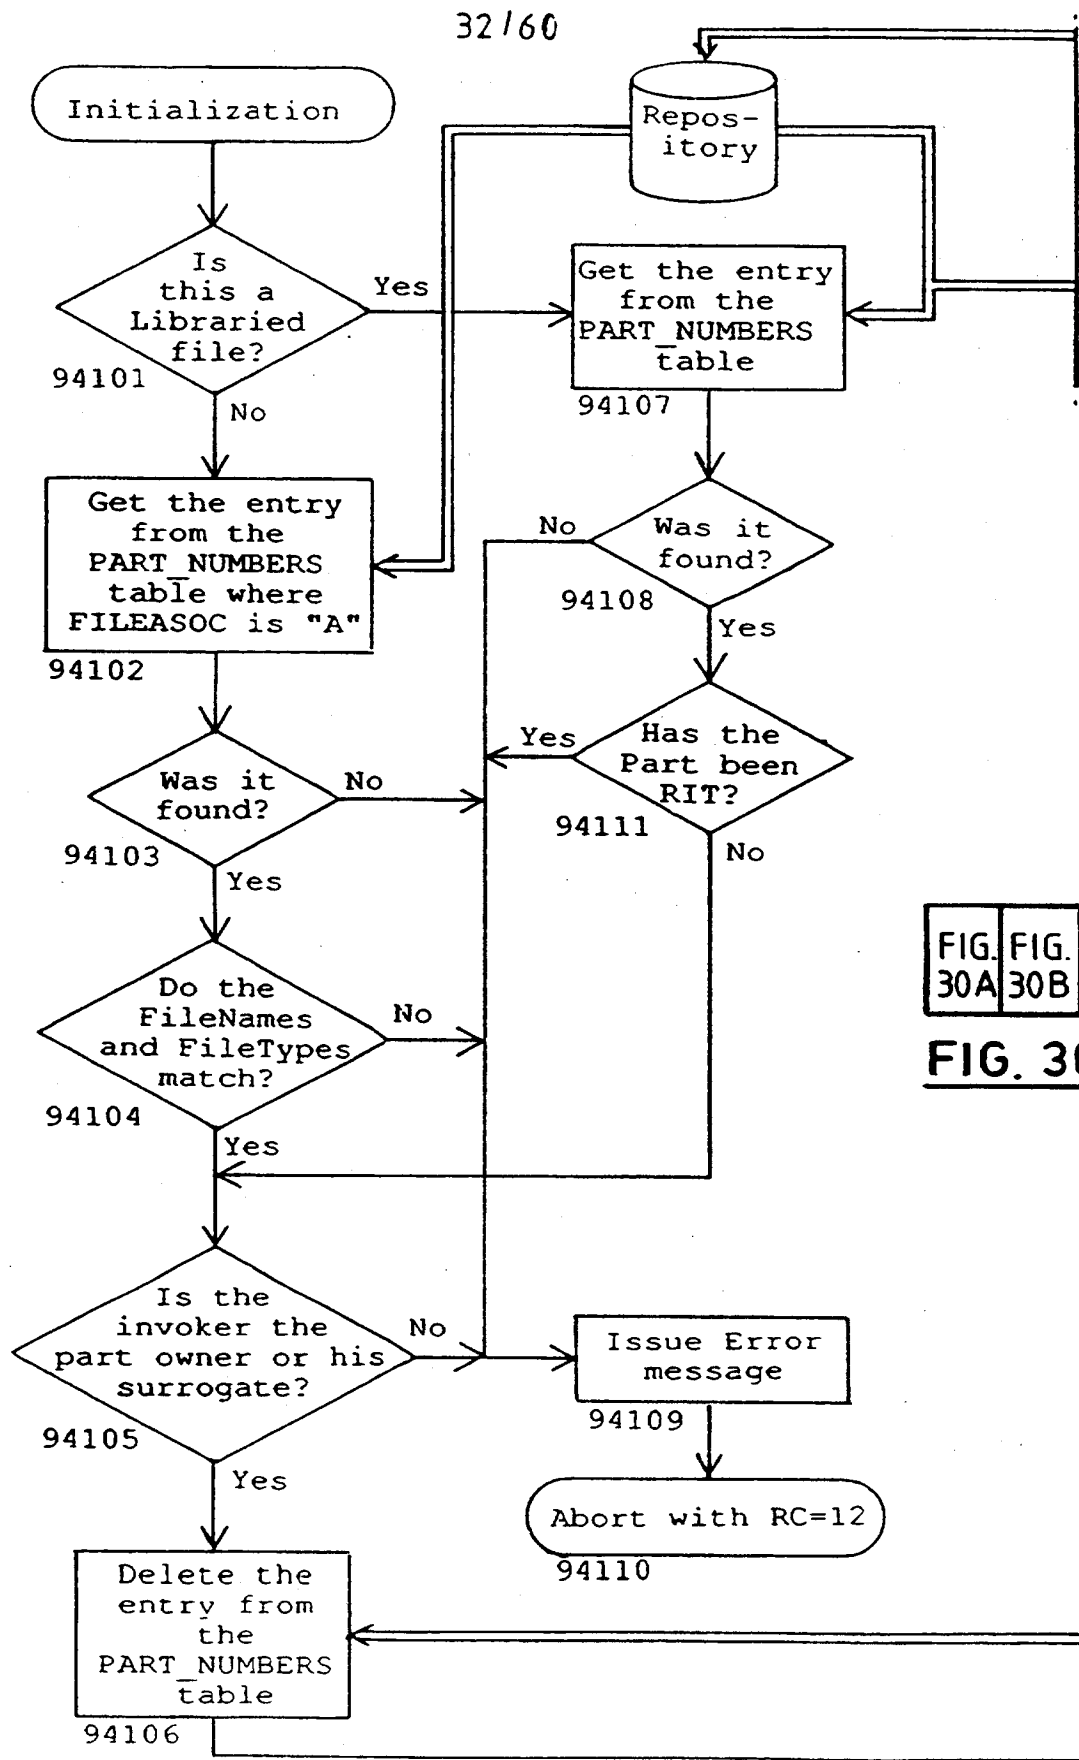 32/60
Initialization
Repos-
itory
Is
this a
Libraried
file?
Yes
94101
No
Get the entry
from the
PART_NUMBERS
table
94107
Get the entry
from the
PART_NUMBERS
table where
FILEASOC is "A"
94102
No
Was it
found?
94108
Yes
Was it
found?
No
94103
Yes
Yes
Has the
Part been
RIT?
94111
No
FIG.
30A
FIG.
30B
FIG. 30
Do the
FileNames
and FileTypes
match?
No
94104
Yes
Is the
invoker the
part owner or his
surrogate?
No
94105
Yes
Issue Error
message
94109
Abort with RC=12
94110
Delete the
entry from
the
PART_NUMBERS
table
94106